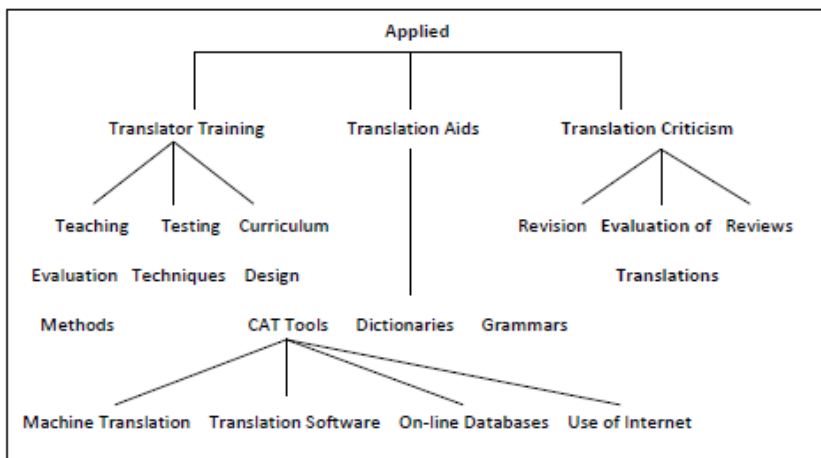 Applied
Translator Training Translation Aids Translation Criticism
Teaching Testing Curriculum Revision Evaluation of Reviews
Evaluation Techniques Design Translations
Methods CAT Tools Dictionaries Grammars
Machine Translation Translation Software On-line Databases Use of Internet